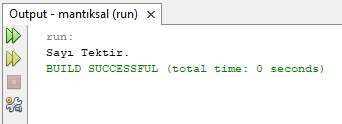 Output - mantıksal (run)
run:
Sayı Tektir.
BUILD SUCCESSFUL (total time: 0 seconds)